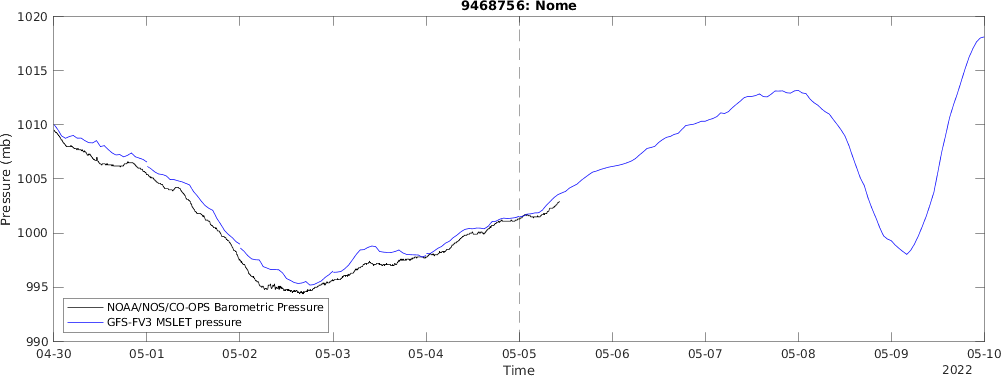 9468756: Nome
1020
1015
1010
1005
1000
995
990
Pressure (mb)
NOAA/NOS/CO-OPS Barometric Pressure
GFS-FV3 MSLET pressure
04-30 05-01 05-02 05-03 05-04 05-05 05-06 05-07 05-08 05-09 05-10
Time
2022